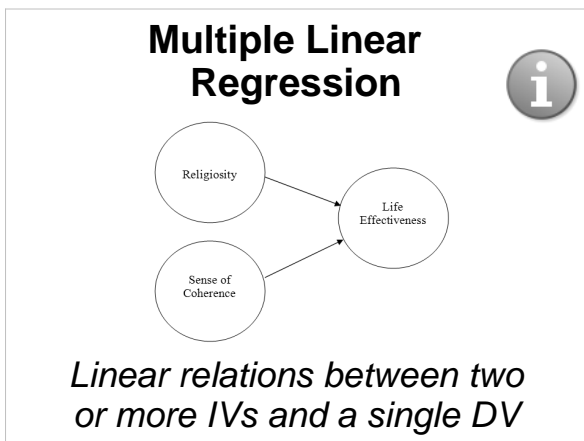 Multiple Linear
Regression
i
Religiosity
Life
Effectiveness
Sense of
Coherence
Linear relations between two
or more IVs and a single DV